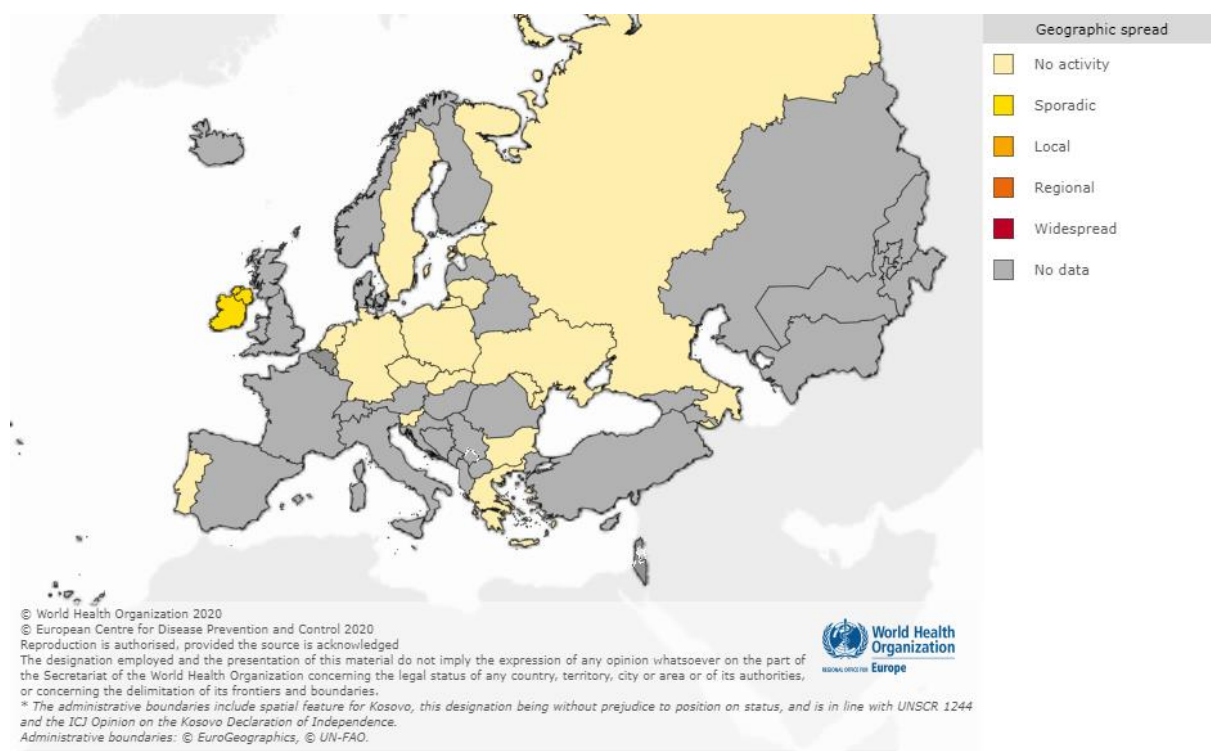 Geographic spread
No activity
Sporadic
Local
Regional
Widespread
No data
© World Health Organization 2020
© European Centre for Disease Prevention and Control 2020
Reproduction is authorised, provided the source is acknowledged
The designation employed and the presentation of this material do not imply the expression of any opinion whatsoever on the part of
the Secretariat of the World Health Organization concerning the legal status of any country, territory, city or area or of its authorities,
or concerning the delimitation of its frontiers and boundaries.
* The administrative boundaries include spatial feature for Kosovo, this designation being without prejudice to position on status, and is in line with UNSCR 1244
and the ICJ Opinion on the Kosovo Declaration of Independence.
Administrative boundaries: © EuroGeographics, © UN-FAO.
World Health
Organization
REGIONAL OFFICE FOR Europe